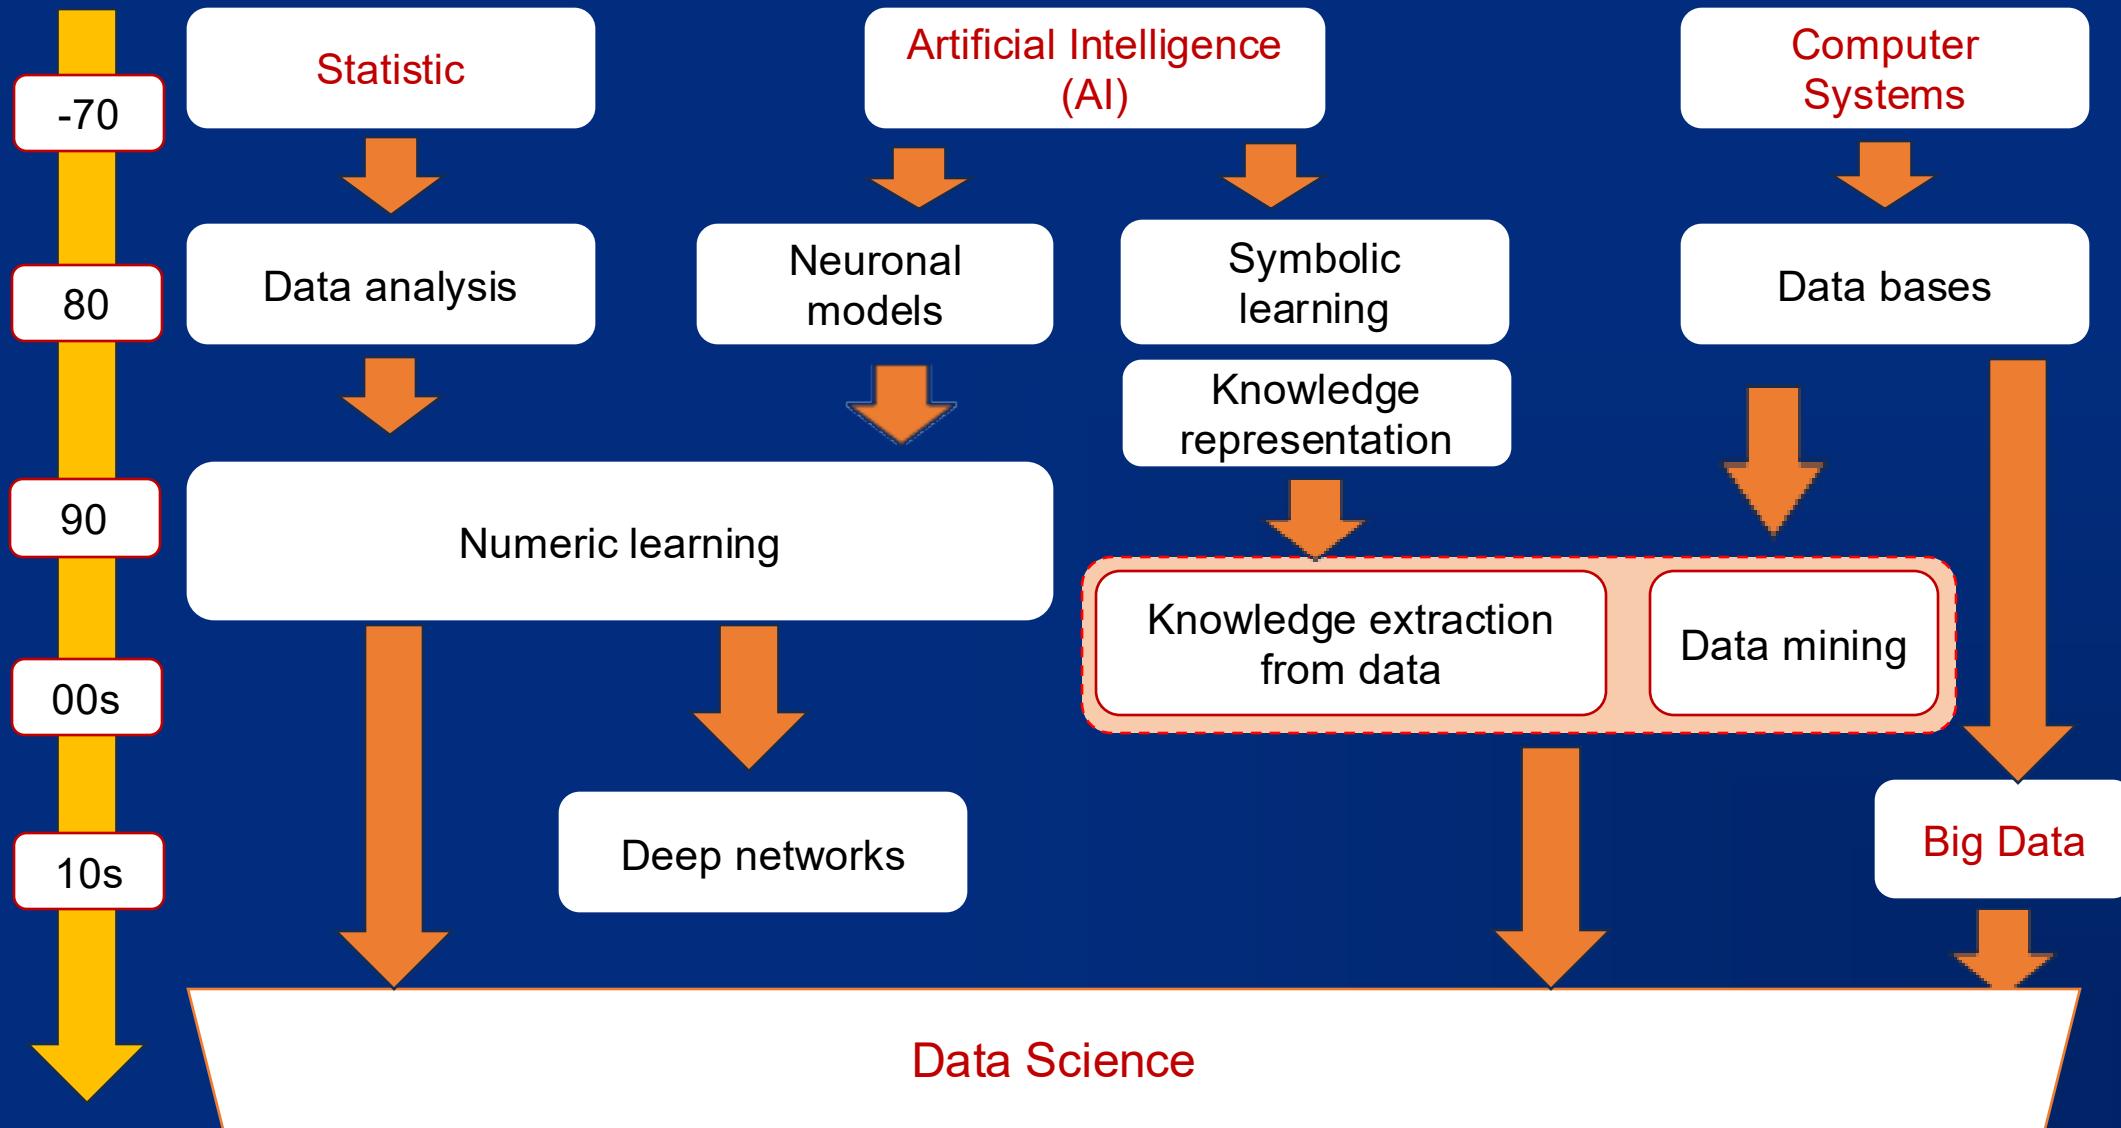 Statistic
Artificial Intelligence
(AI)
Computer
Systems
-70
Data analysis
Neuronal
models
Symbolic
learning
Data bases
80
Knowledge
representation
90
Numeric learning
Knowledge extraction
from data
Data mining
00s
Big Data
Deep networks
10s
Data Science